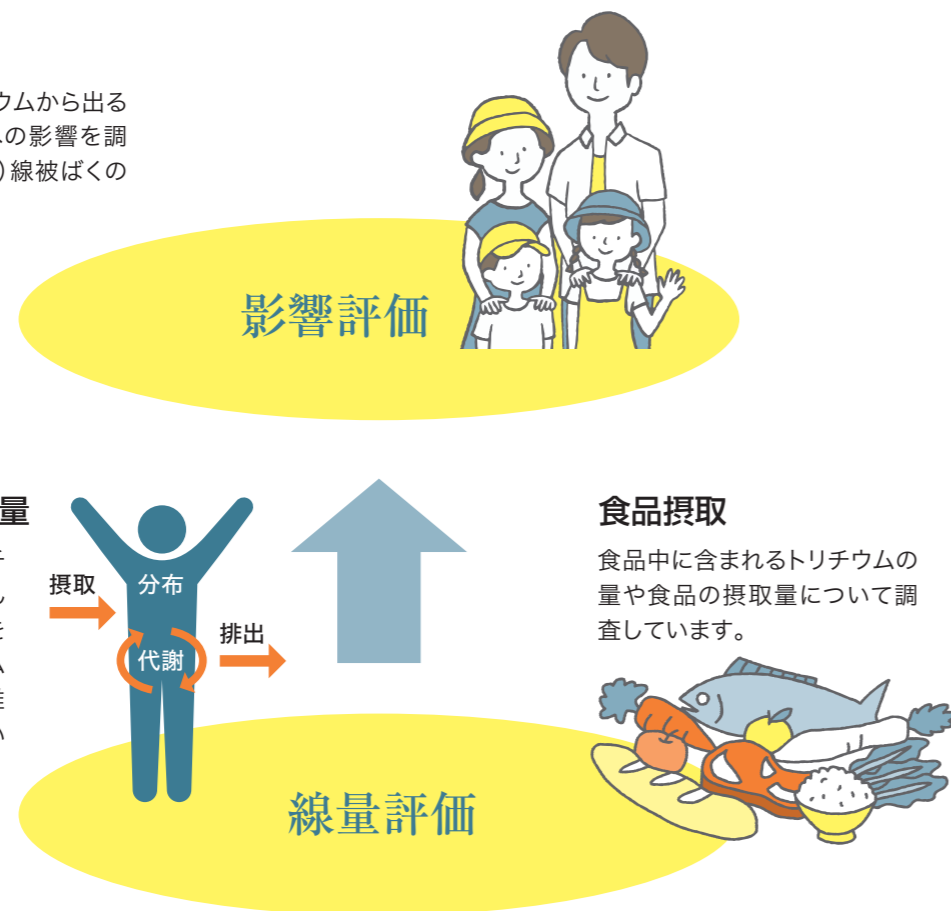 ウムから出る
の影響を調
)線被ばくの
影響評価
量
摂取
分布
代謝
排出
食品摂取
食品中に含まれるトリチウムの
量や食品の摂取量について調
査しています。
線量評価